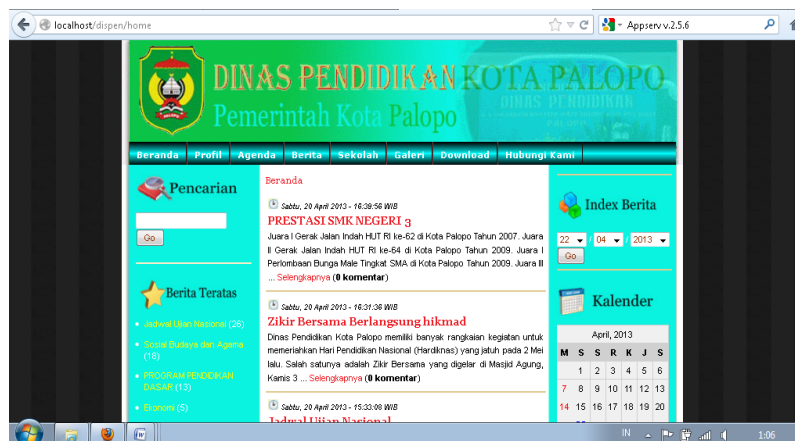 localhost/dispen/home
Appserv v.2.5.6
DINAS PENDIDIKAN KOTA PALOPO
Pemerintah Kota Palopo
Beranda Profil Agenda Berita Sekolah Galeri Download Hubungi Kami
Pencarian
Go
Berita Teratas
Jadwal Ujian Nasional (26)
Sosial Budaya dan Agama
(18)
PROGRAM PENDIDIKAN
DASAR (13)
Ekonomi (5)
Beranda
Sabtu, 20 April 2013 - 16:39:56 WIB
PRESTASI SMK NEGERI 3
Juara I Gerak Jalan Indah HUT RI ke-62 di Kota Palopo Tahun 2007. Juara
II Gerak Jalan Indah HUT RI ke-64 di Kota Palopo Tahun 2009. Juara I
Perlombaan Bunga Male Tingkat SMA di Kota Palopo Tahun 2009. Juara III
... Selengkapnya (0 komentar)
Sabtu, 20 April 2013 - 16:31:36 WIB
Zikir Bersama Berlangsung hikmad
Dinas Pendidikan Kota Palopo memiliki banyak rangkaian kegiatan untuk
memeriahkan Hari Pendidikan Nasional (Hardiknas) yang jatuh pada 2 Mei
lalu. Salah satunya adalah Zikir Bersama yang digelar di Masjid Agung,
Kamis 3 ... Selengkapnya (0 komentar)
Sabtu, 20 April 2013 - 15:33:08 WIB
Jadwal Ujian Nasional
Index Berita
22 / 04 / 2013
Go
Kalender
April, 2013
M S S R K J S
1 2 3 4 5 6
7 8 9 10 11 12 13
14 15 16 17 18 19 20
IN
1:06